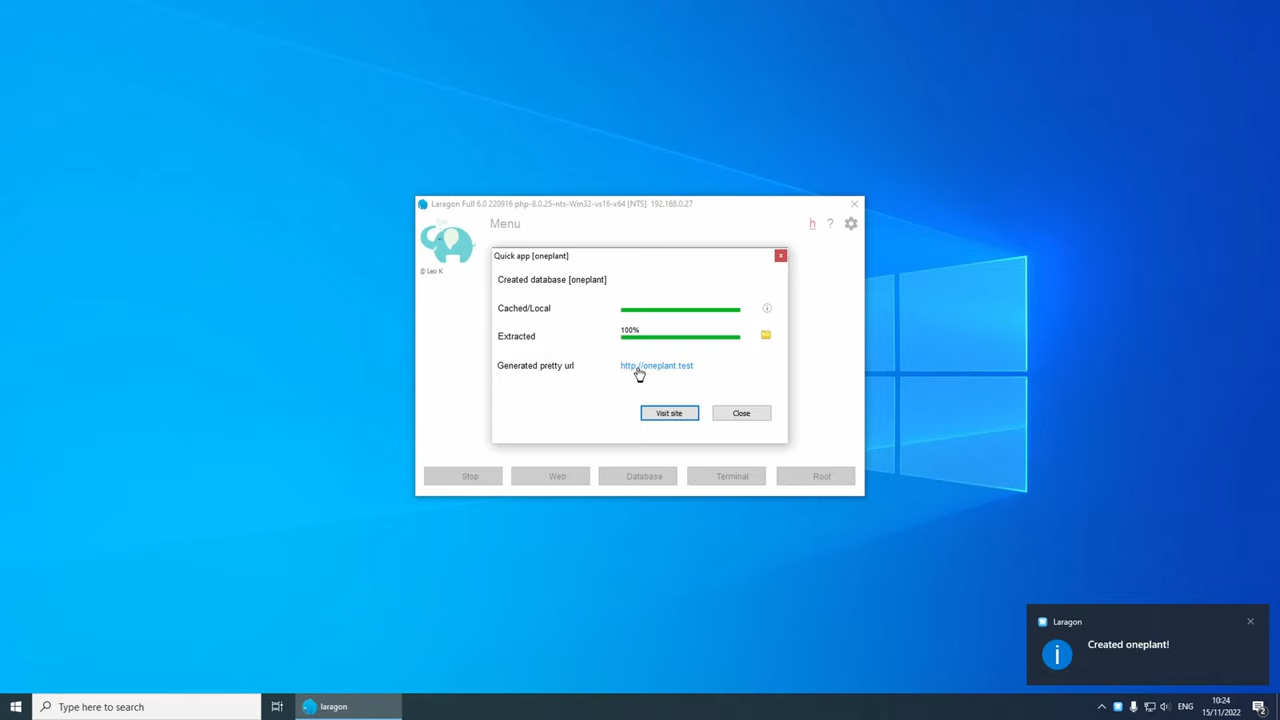 Laragon Full 6.0 220916 php-8.0.25-nts-Win32-vs16-x64 [NTS] 192.168.0.27
Menu
h ?
© Leo K
Quick app [oneplant]
x
Created database [oneplant]
Cached/Local
100%
Extracted
Generated pretty url http://oneplant.test
Visit site Close
Stop Web Database Terminal Root
Laragon
Created oneplant!
Type here to search
laragon
ENG
10:24
15/11/2022
2